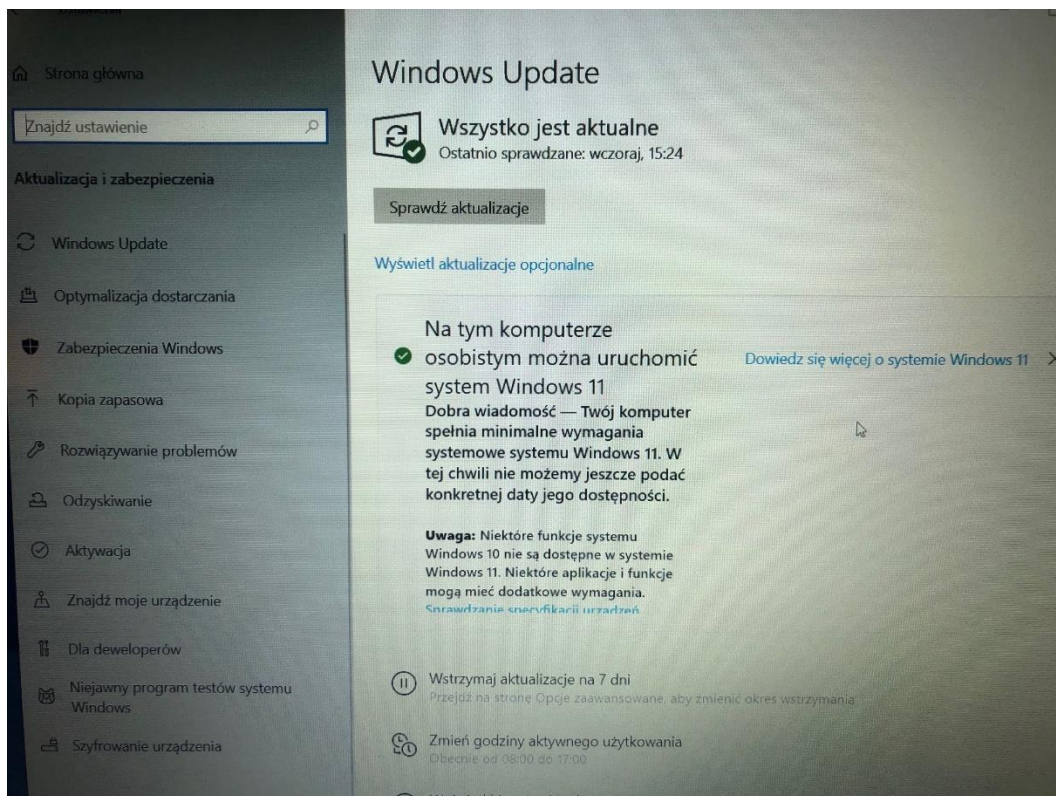 Strona główna
Znajdź ustawienie
Aktualizacja i zabezpieczenia
Windows Update
Optymalizacja dostarczania
Zabezpieczenia Windows
Kopia zapasowa
Rozwiązywanie problemów
Odzyskiwanie
Aktywacja
Znajdź moje urządzenie
Dla deweloperów
Niejawny program testów systemu
Windows
Szyfrowanie urządzenia
Windows Update
Wszystko jest aktualne
Ostatnio sprawdzane: wczoraj, 15:24
Sprawdź aktualizacje
Wyświetl aktualizacje opcjonalne
Na tym komputerze
osobistym można uruchomić
system Windows 11
Dobra wiadomość — Twój komputer
spełnia minimalne wymagania
systemowe systemu Windows 11. W
tej chwili nie możemy jeszcze podać
konkretnej daty jego dostępności.
Uwaga: Niektóre funkcje systemu
Windows 10 nie są dostępne w systemie
Windows 11. Niektóre aplikacje i funkcje
mogą mieć dodatkowe wymagania.
Sprawdzanie specyfikacji urządzeń
Dowiedz się więcej o systemie Windows 11
Wstrzymaj aktualizacje na 7 dni
Przejdź na stronę Opcje zaawansowane, aby zmienić okres wstrzymania
Zmień godziny aktywnego użytkowania
Obecnie od 08:00 do 17:00